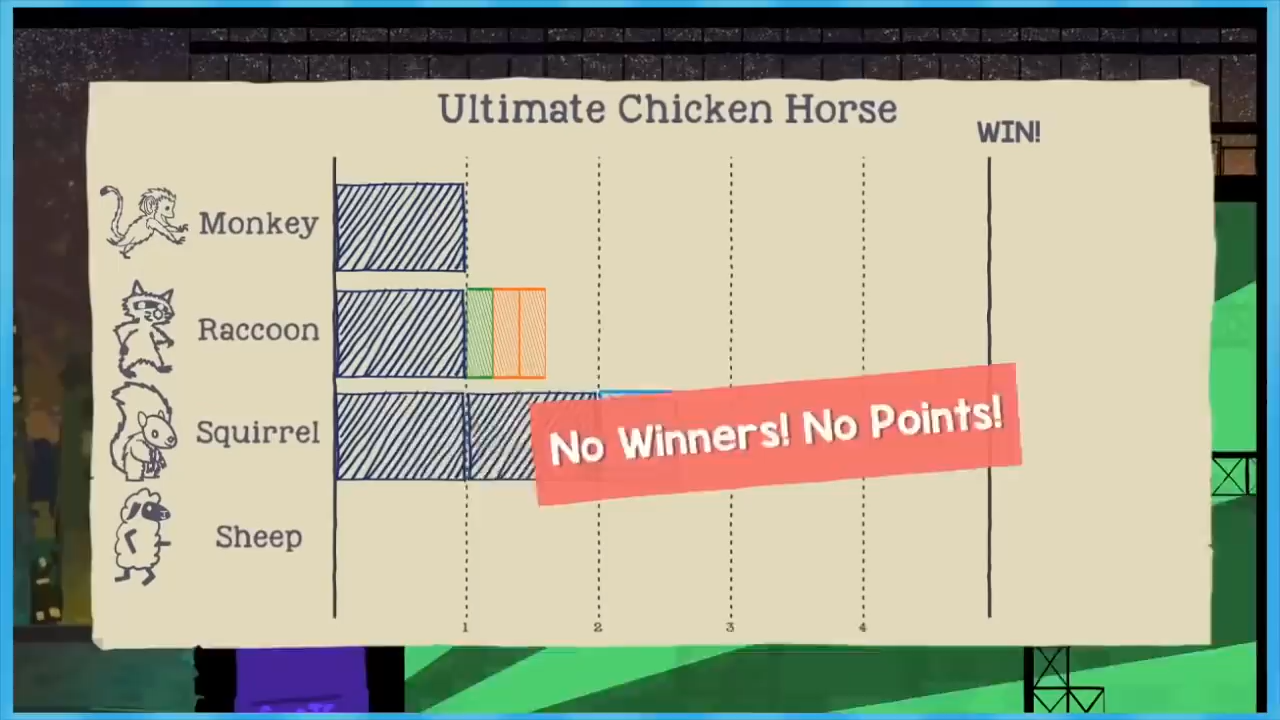 Ultimate Chicken Horse
WIN!
Monkey
Raccoon
Squirrel
No Winners! No Points!
Sheep
1 2 3 4